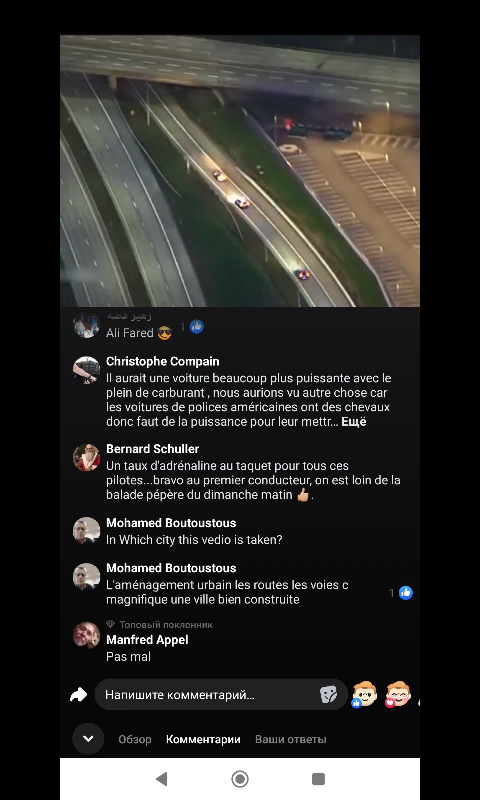 Ali Fared 😎 1
Christophe Compain
Il aurait une voiture beaucoup plus puissante avec le
plein de carburant , nous aurions vu autre chose car
les voitures de polices américaines ont des chevaux
donc faut de la puissance pour leur mettr... Ещё
Bernard Schuller
Un taux d'adrénaline au taquet pour tous ces
pilotes...bravo au premier conducteur, on est loin de la
balade pépère du dimanche matin 👍.
Mohamed Boutoustous
In Which city this vedio is taken?
Mohamed Boutoustous
L'aménagement urbain les routes les voies c
magnifique une ville bien construite
1
Топовый поклонник
Manfred Appel
Pas mal
Напишите комментарий...
Обзор Комментарии Ваши ответы